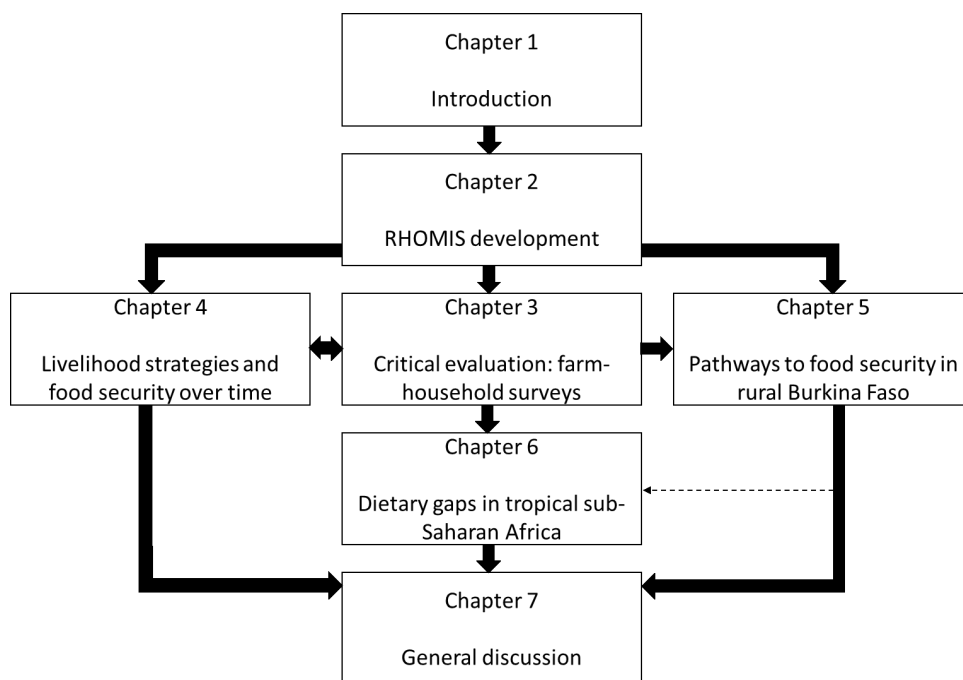 Chapter 1
Introduction
Chapter 2
RHOMIS development
Chapter 4
Livelihood strategies and
food security over time
Chapter 3
Critical evaluation: farm-
household surveys
Chapter 5
Pathways to food security in
rural Burkina Faso
Chapter 6
Dietary gaps in tropical sub-
Saharan Africa
Chapter 7
General discussion